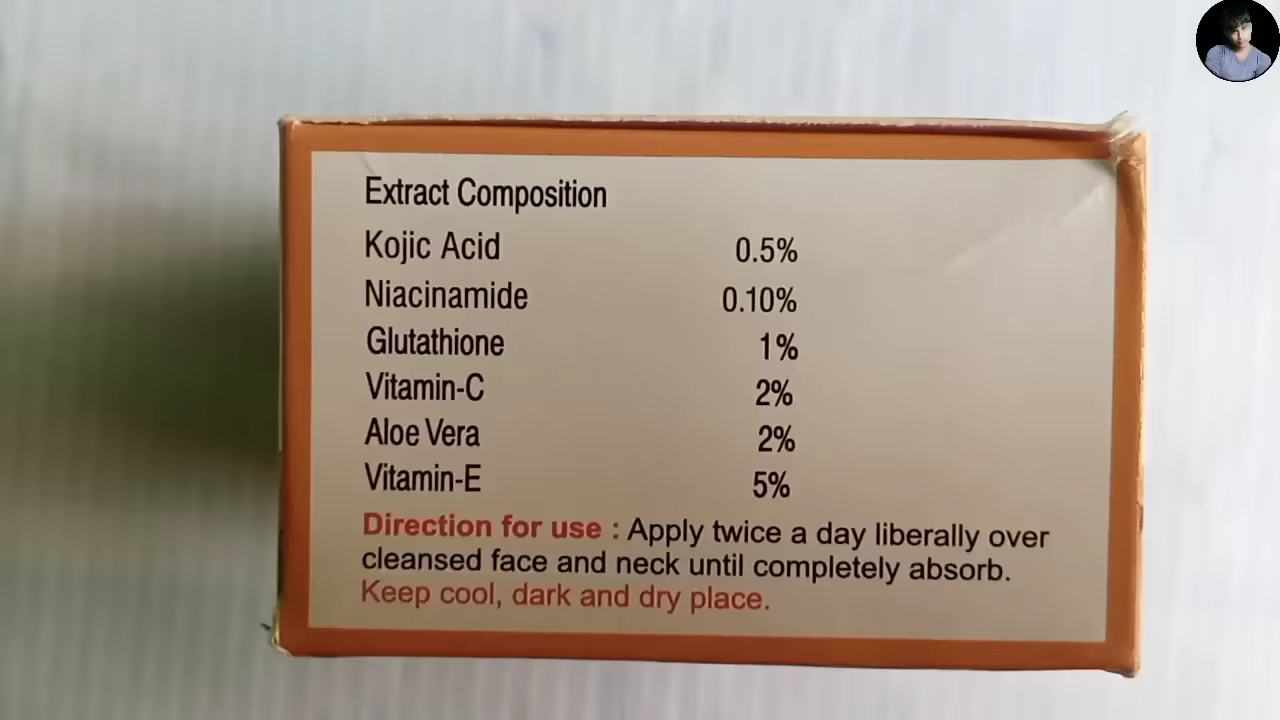 Extract Composition
Kojic Acid 0.5%
Niacinamide 0.10%
Glutathione 1%
Vitamin-C 2%
Aloe Vera 2%
Vitamin-E 5%
Direction for use : Apply twice a day liberally over
cleansed face and neck until completely absorb.
Keep cool, dark and dry place.